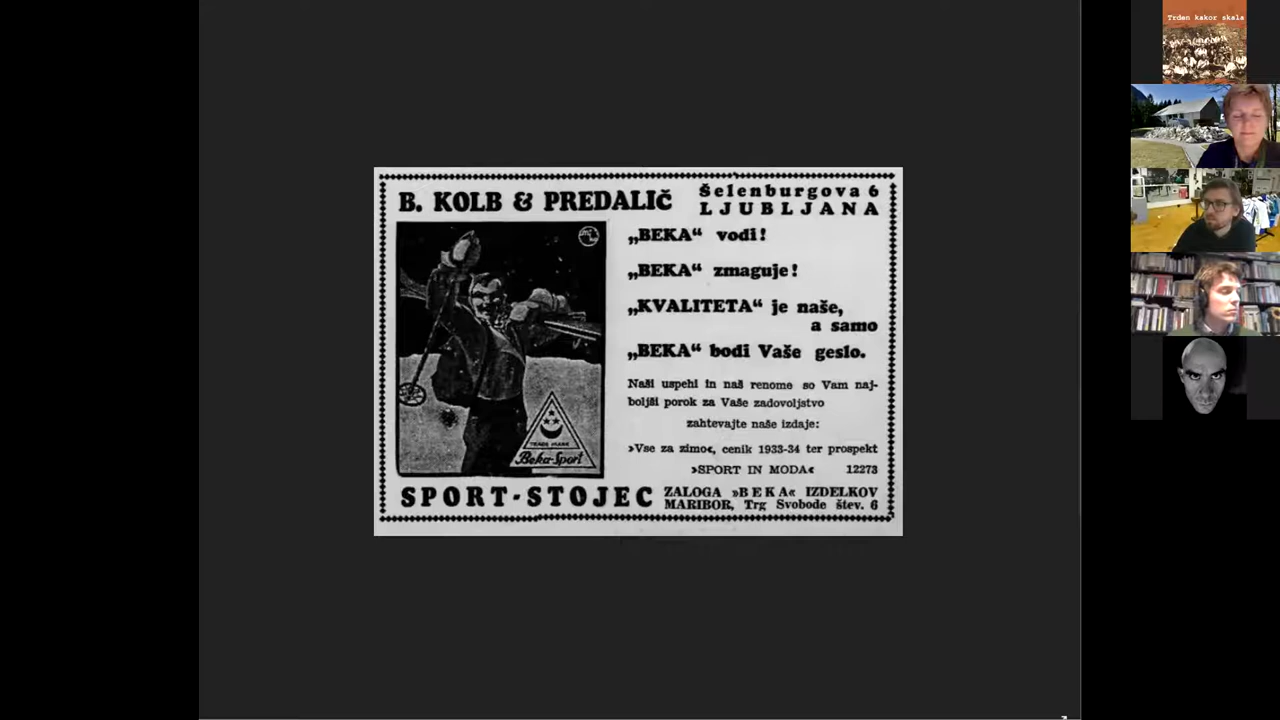 Trden kakor skala
B. KOLB & PREDALIČ
Šelenburgova 6
LJUBLJANA
„BEKA“ vodi!
„BEKA“ zmaguje!
„KVALITETA“ je naše,
a samo
„BEKA“ bodi Vaše geslo.
Naši uspehi in naš renome so Vam naj-
boljši porok za Vaše zadovoljstvo
zahtevajte naše izdaje:
»Vse za zimo«, cenik 1933-34 ter prospekt
»SPORT IN MODA« 12273
TRADE MARK
Beka-Sport
SPORT-STOJEC
ZALOGA »BEKA« IZDELKOV
MARIBOR, Trg Svobode štev. 6